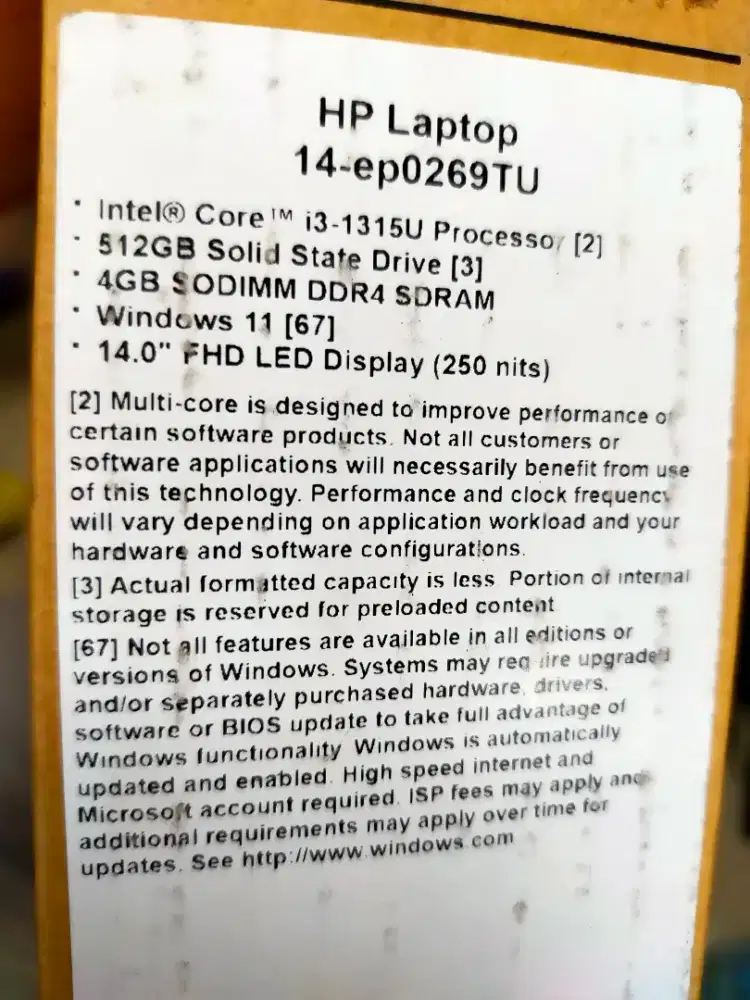 HP Laptop
14-ep0269TU
· Intel® Core™ i3-1315U Processor [2]
· 512GB Solid State Drive [3]
· 4GB SODIMM DDR4 SDRAM
· Windows 11 [67]
· 14.0" FHD LED Display (250 nits)
[2] Multi-core is designed to improve performance of
certain software products. Not all customers or
software applications will necessarily benefit from use
of this technology. Performance and clock frequency
will vary depending on application workload and your
hardware and software configurations.
[3] Actual formatted capacity is less. Portion of internal
storage is reserved for preloaded content
[67] Not all features are available in all editions or
versions of Windows. Systems may require upgraded
and/or separately purchased hardware, drivers,
software or BIOS update to take full advantage of
Windows functionality Windows is automatically
updated and enabled. High speed internet and
Microsoft account required. ISP fees may apply and
additional requirements may apply over time for
updates. See http://www.windows.com